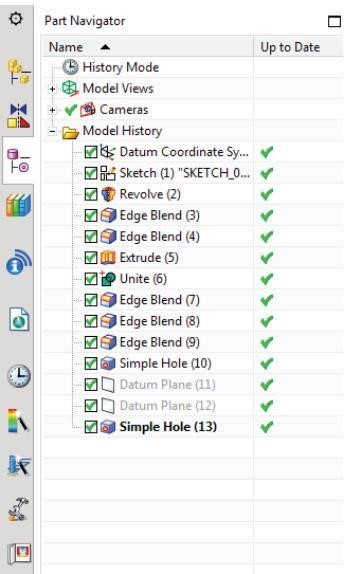 Part Navigator
Name Up to Date
History Mode
Model Views
Cameras
Model History
Datum Coordinate Sy...
Sketch (1) "SKETCH_0...
Revolve (2)
Edge Blend (3)
Edge Blend (4)
Extrude (5)
Unite (6)
Edge Blend (7)
Edge Blend (8)
Edge Blend (9)
Simple Hole (10)
Datum Plane (11)
Datum Plane (12)
Simple Hole (13)